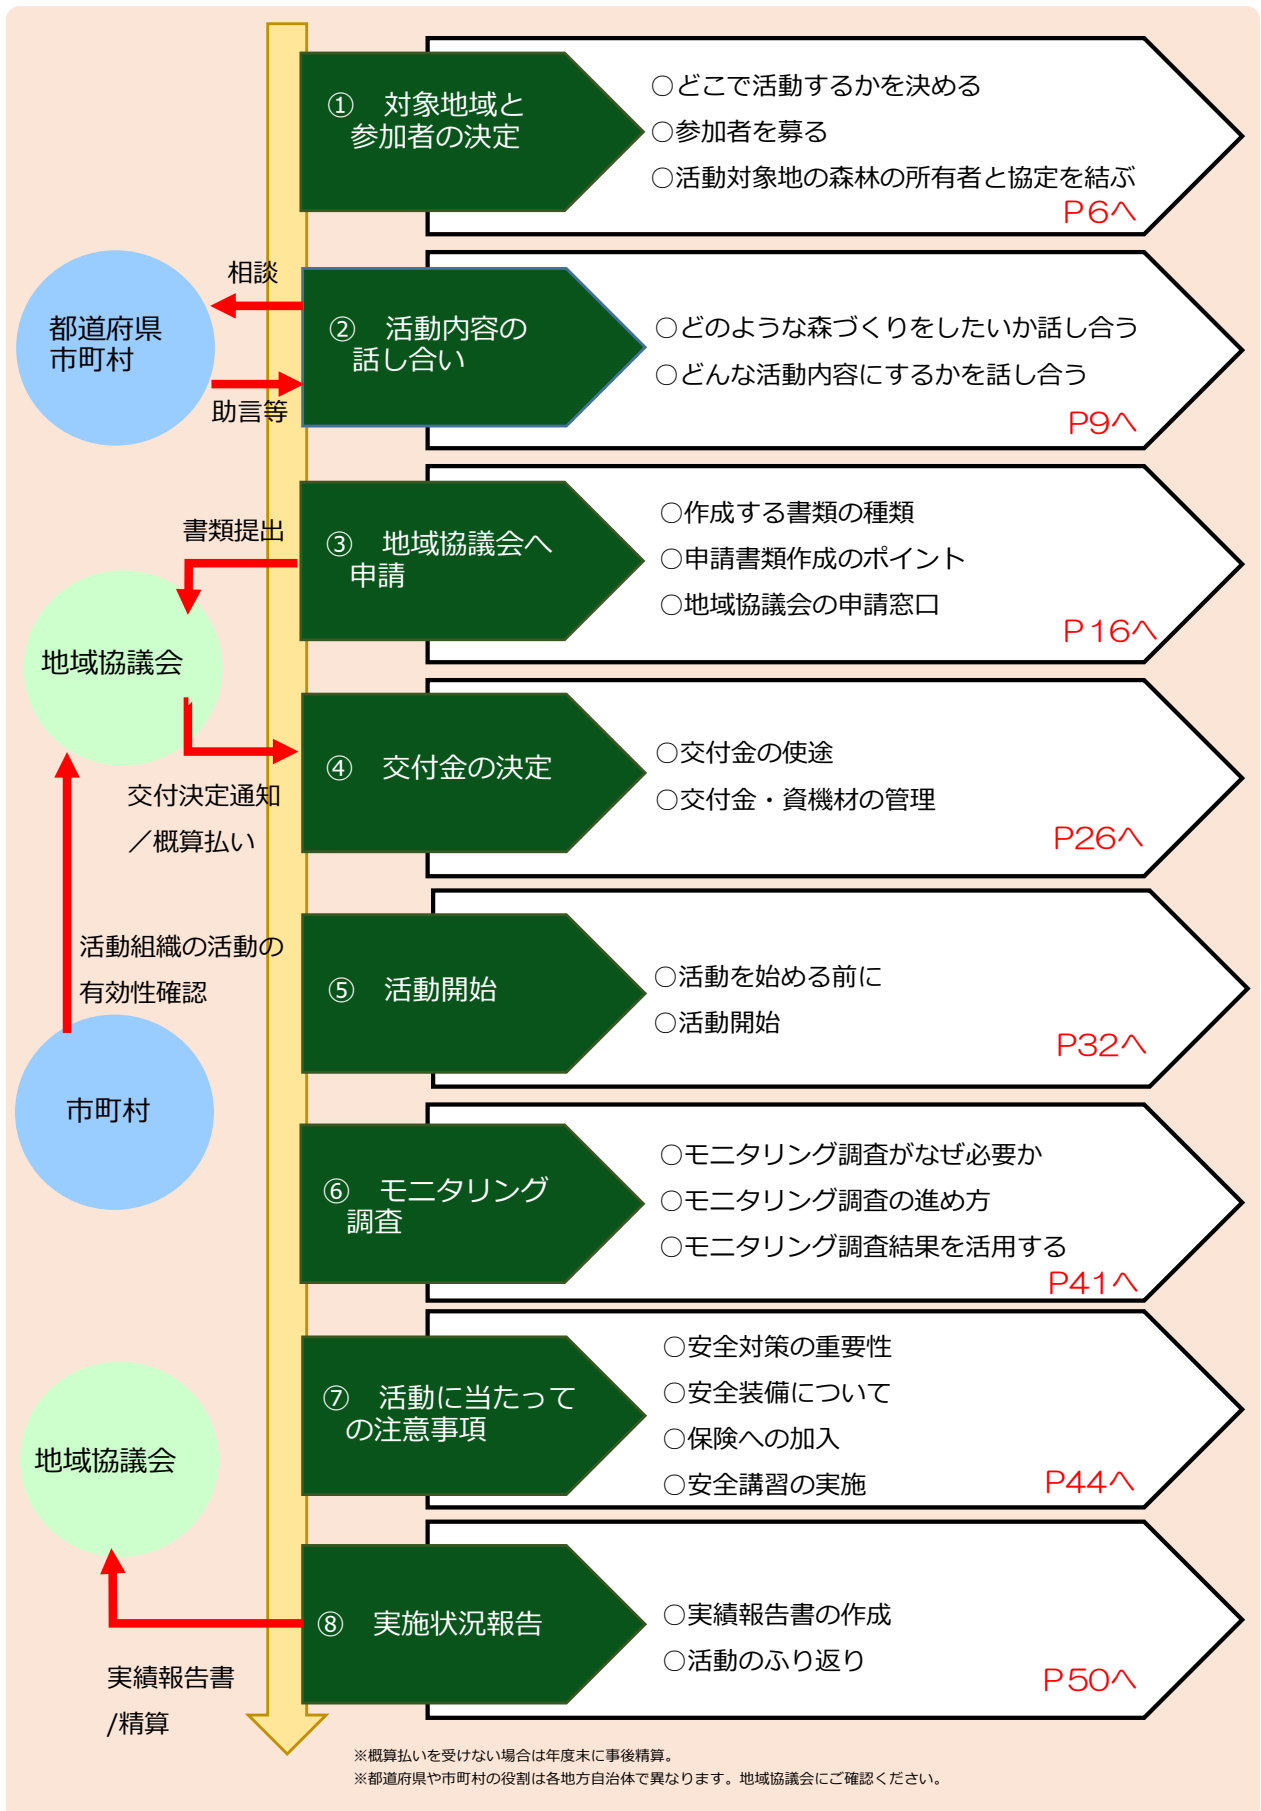 ① 対象地域と
参加者の決定
○どこで活動するかを決める
○参加者を募る
○活動対象地の森林の所有者と協定を結ぶ
P6へ
相談
都道府県
市町村
助言等
② 活動内容の
話し合い
○どのような森づくりをしたいか話し合う
○どんな活動内容にするかを話し合う
P9へ
書類提出
地域協議会
③ 地域協議会へ
申請
○作成する書類の種類
○申請書類作成のポイント
○地域協議会の申請窓口
P16へ
交付決定通知
／概算払い
④ 交付金の決定
○交付金の使途
○交付金・資機材の管理
P26へ
活動組織の活動の
有効性確認
市町村
⑤ 活動開始
○活動を始める前に
○活動開始
P32へ
⑥ モニタリング
調査
○モニタリング調査がなぜ必要か
○モニタリング調査の進め方
○モニタリング調査結果を活用する
P41へ
⑦ 活動に当たって
の注意事項
○安全対策の重要性
○安全装備について
○保険への加入
○安全講習の実施
P44へ
地域協議会
⑧ 実施状況報告
○実績報告書の作成
○活動のふり返り
P50へ
実績報告書
/精算
※概算払いを受けない場合は年度末に事後精算。
※都道府県や市町村の役割は各地方自治体で異なります。地域協議会にご確認ください。